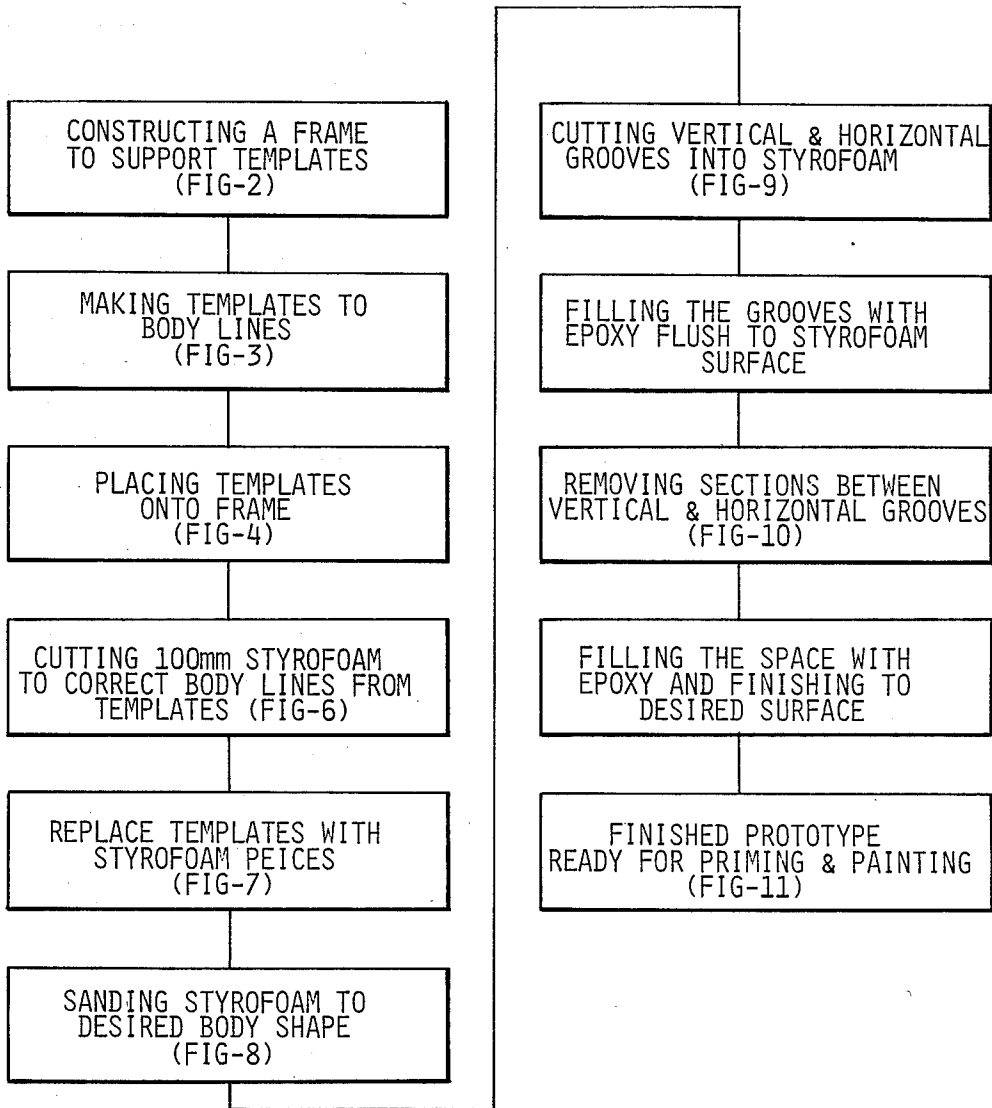 CONSTRUCTING A FRAME
TO SUPPORT TEMPLATES
(FIG-2)
MAKING TEMPLATES TO
BODY LINES
(FIG-3)
PLACING TEMPLATES
ONTO FRAME
(FIG-4)
CUTTING 100mm STYROFOAM
TO CORRECT BODY LINES FROM
TEMPLATES (FIG-6)
REPLACE TEMPLATES WITH
STYROFOAM PEICES
(FIG-7)
SANDING STYROFOAM TO
DESIRED BODY SHAPE
(FIG-8)
CUTTING VERTICAL & HORIZONTAL
GROOVES INTO STYROFOAM
(FIG-9)
FILLING THE GROOVES WITH
EPOXY FLUSH TO STYROFOAM
SURFACE
REMOVING SECTIONS BETWEEN
VERTICAL & HORIZONTAL GROOVES
(FIG-10)
FILLING THE SPACE WITH
EPOXY AND FINISHING TO
DESIRED SURFACE
FINISHED PROTOTYPE
READY FOR PRIMING & PAINTING
(FIG-11)